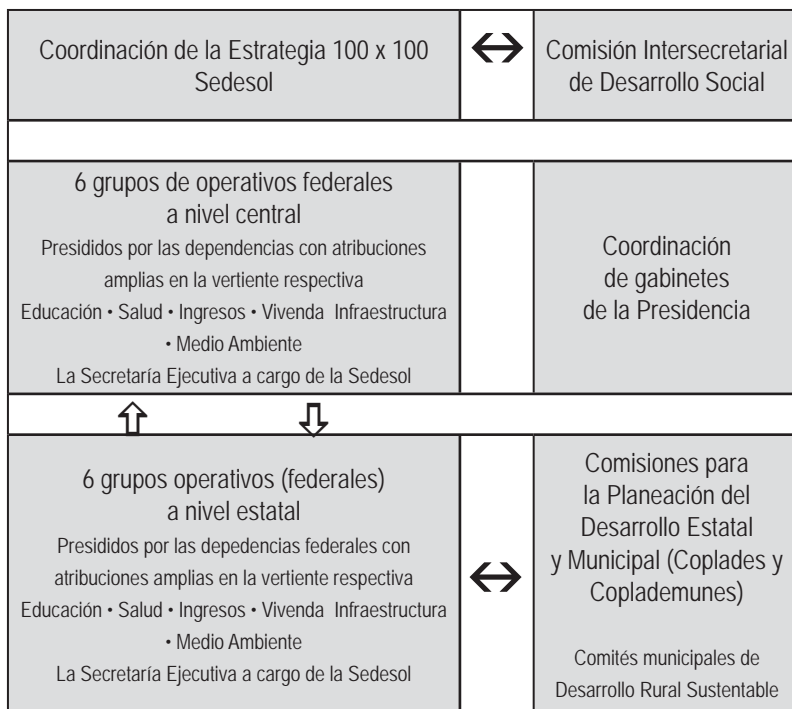 Coordinación de la Estrategia 100 x 100
Sedesol
Comisión Intersecretarial
de Desarrollo Social
6 grupos de operativos federales
a nivel central
Presididos por las dependencias con atribuciones
amplias en la vertiente respectiva
Educación • Salud • Ingresos • Vivenda Infraestructura
• Medio Ambiente
La Secretaría Ejecutiva a cargo de la Sedesol
Coordinación
de gabinetes
de la Presidencia
6 grupos operativos (federales)
a nivel estatal
Presididos por las depedencias federales con
atribuciones amplias en la vertiente respectiva
Educación • Salud • Ingresos • Vivenda Infraestructura
• Medio Ambiente
La Secretaría Ejecutiva a cargo de la Sedesol
Comisiones para
la Planeación del
Desarrollo Estatal
y Municipal (Coplades y
Coplademunes)
Comités municipales de
Desarrollo Rural Sustentable